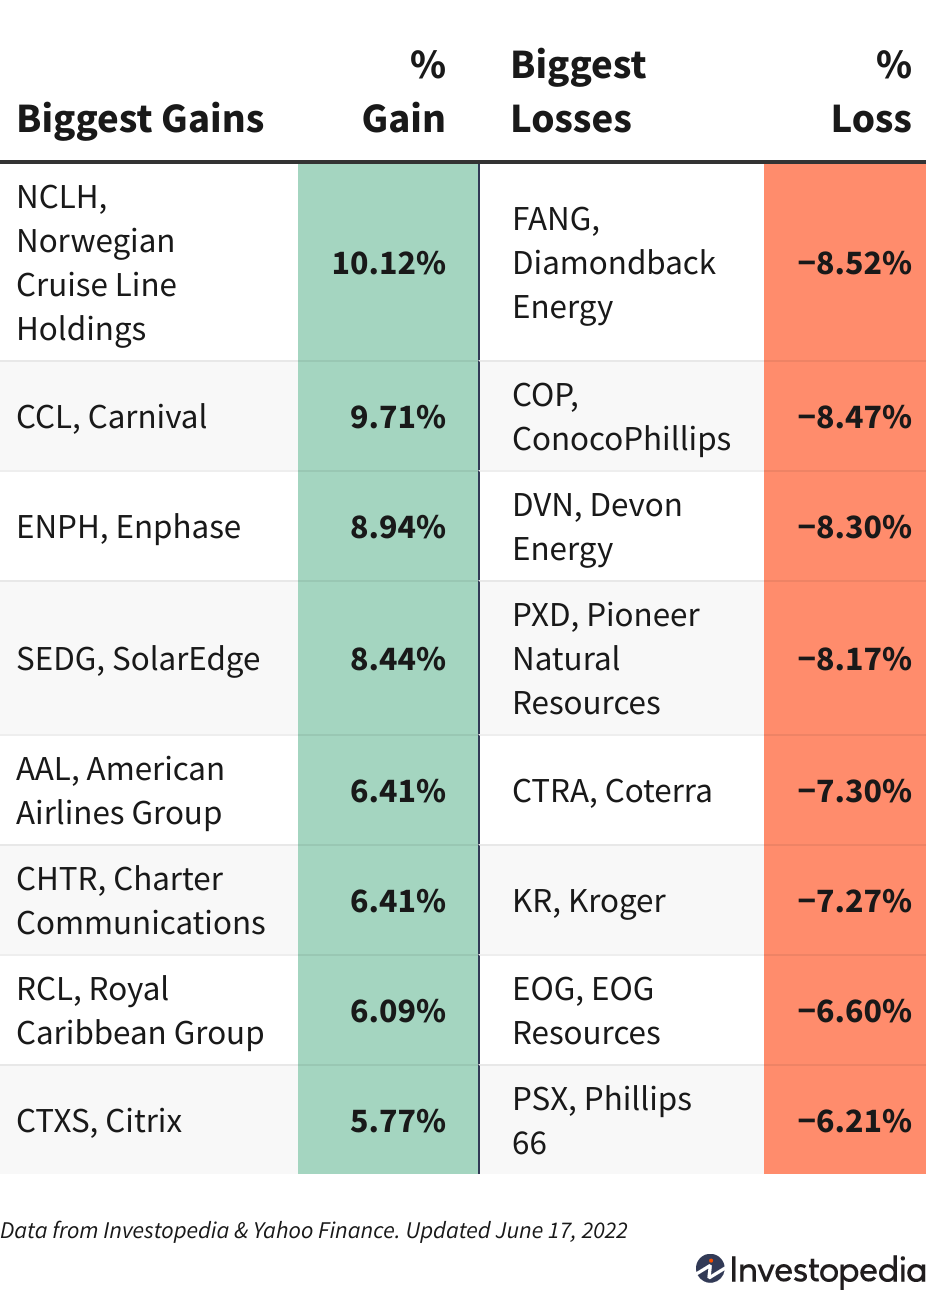 Biggest Gains
%
Gain
Biggest
Losses
%
Loss
NCLH,
Norwegian
Cruise Line
Holdings
10.12%
FANG,
Diamondback
Energy
−8.52%
CCL, Carnival
9.71%
COP,
ConocoPhillips
−8.47%
ENPH, Enphase
8.94%
DVN, Devon
Energy
−8.30%
SEDG, SolarEdge
8.44%
PXD, Pioneer
Natural
Resources
−8.17%
AAL, American
Airlines Group
6.41%
CTRA, Coterra
−7.30%
CHTR, Charter
Communications
6.41%
KR, Kroger
−7.27%
RCL, Royal
Caribbean Group
6.09%
EOG, EOG
Resources
−6.60%
CTXS, Citrix
5.77%
PSX, Phillips
66
−6.21%
Data from Investopedia & Yahoo Finance. Updated June 17, 2022
Investopedia